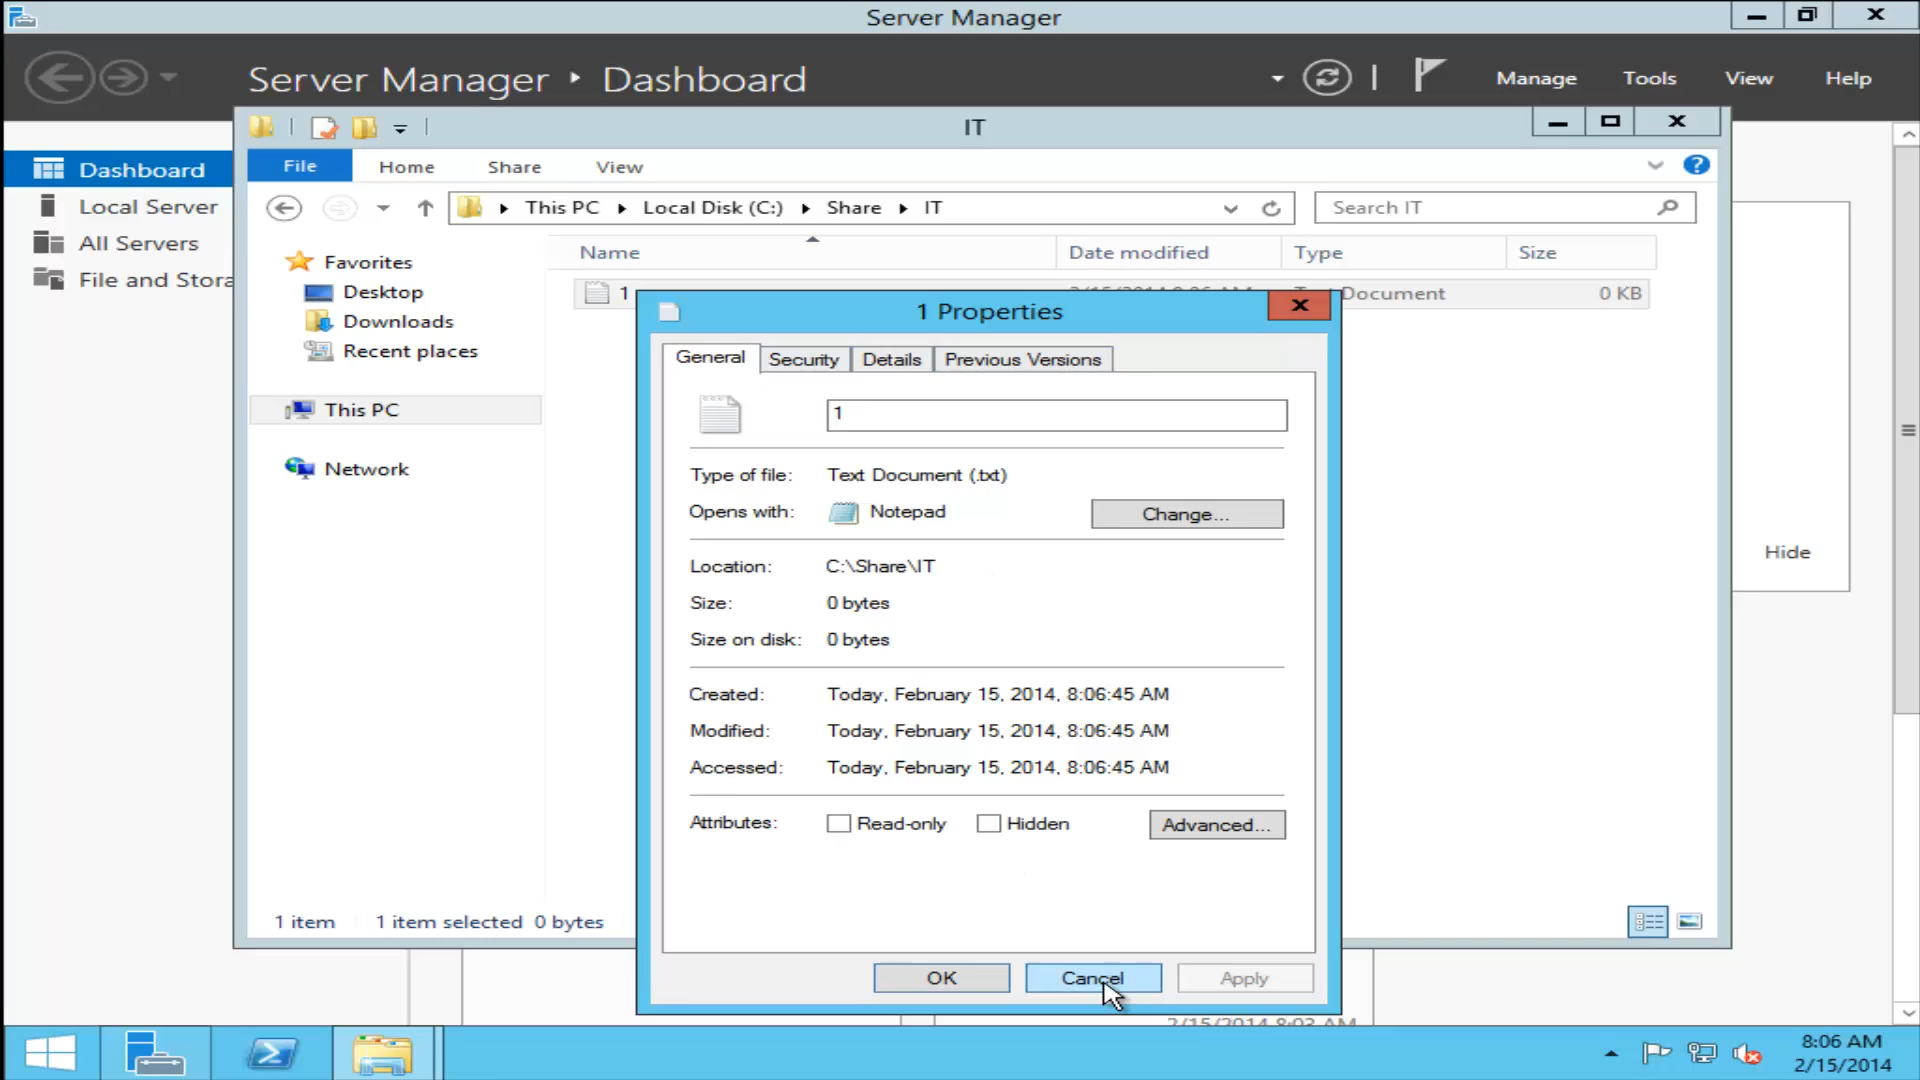 Server Manager
Server Manager Dashboard
Manage Tools View Help
IT
File Home Share View
This PC Local Disk (C:) Share IT
Search IT
Dashboard
Local Server
All Servers
File and Stora
Favorites
Desktop
Downloads
Recent places
This PC
Network
Name Date modified Type Size
1 Document 0 KB
1 Properties
General Security Details Previous Versions
1
Type of file: Text Document (.txt)
Opens with: Notepad Change...
Location: C:\Share\IT
Size: 0 bytes
Size on disk: 0 bytes
Created: Today, February 15, 2014, 8:06:45 AM
Modified: Today, February 15, 2014, 8:06:45 AM
Accessed: Today, February 15, 2014, 8:06:45 AM
Attributes: Read-only Hidden Advanced...
OK Cancel Apply
Hide
1 item 1 item selected 0 bytes
2/15/2014 8:03 AM
8:06 AM
2/15/2014